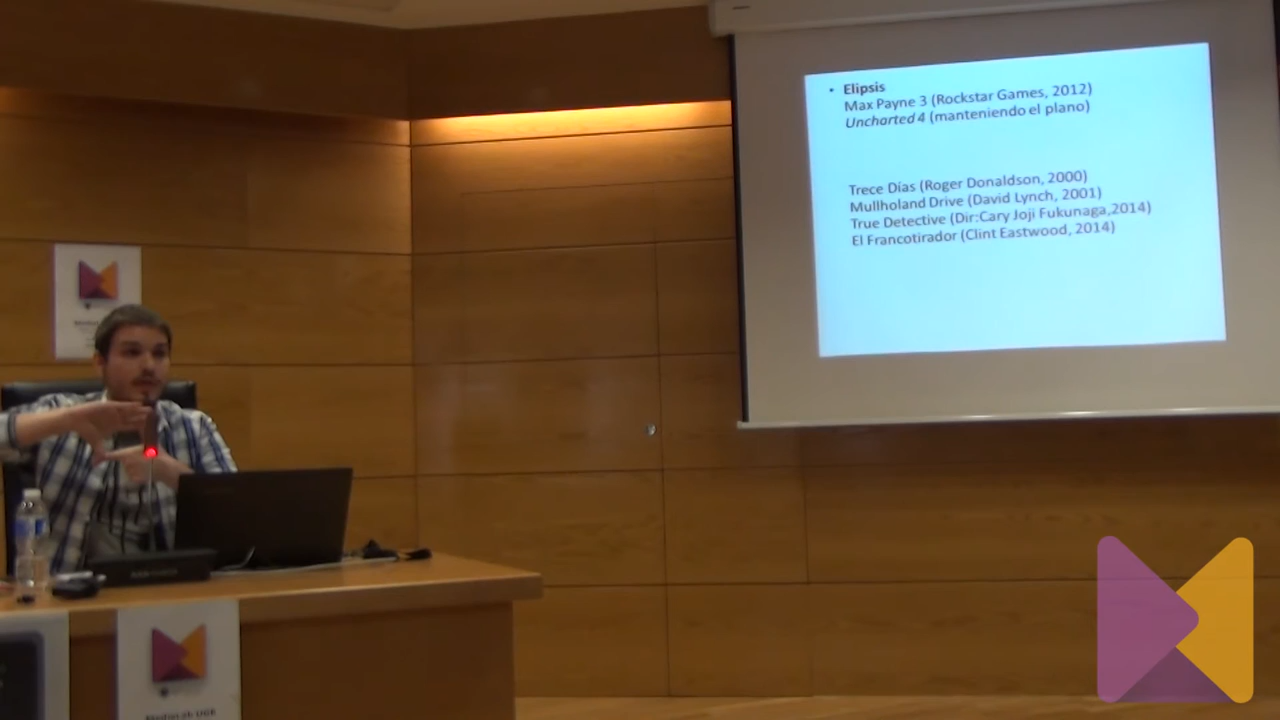 • Elipsis
Max Payne 3 (Rockstar Games, 2012)
Uncharted 4 (manteniendo el plano)
Trece Días (Roger Donaldson, 2000)
Mullholand Drive (David Lynch, 2001)
True Detective (Dir:Cary Joji Fukunaga,2014)
El Francotirador (Clint Eastwood, 2014)